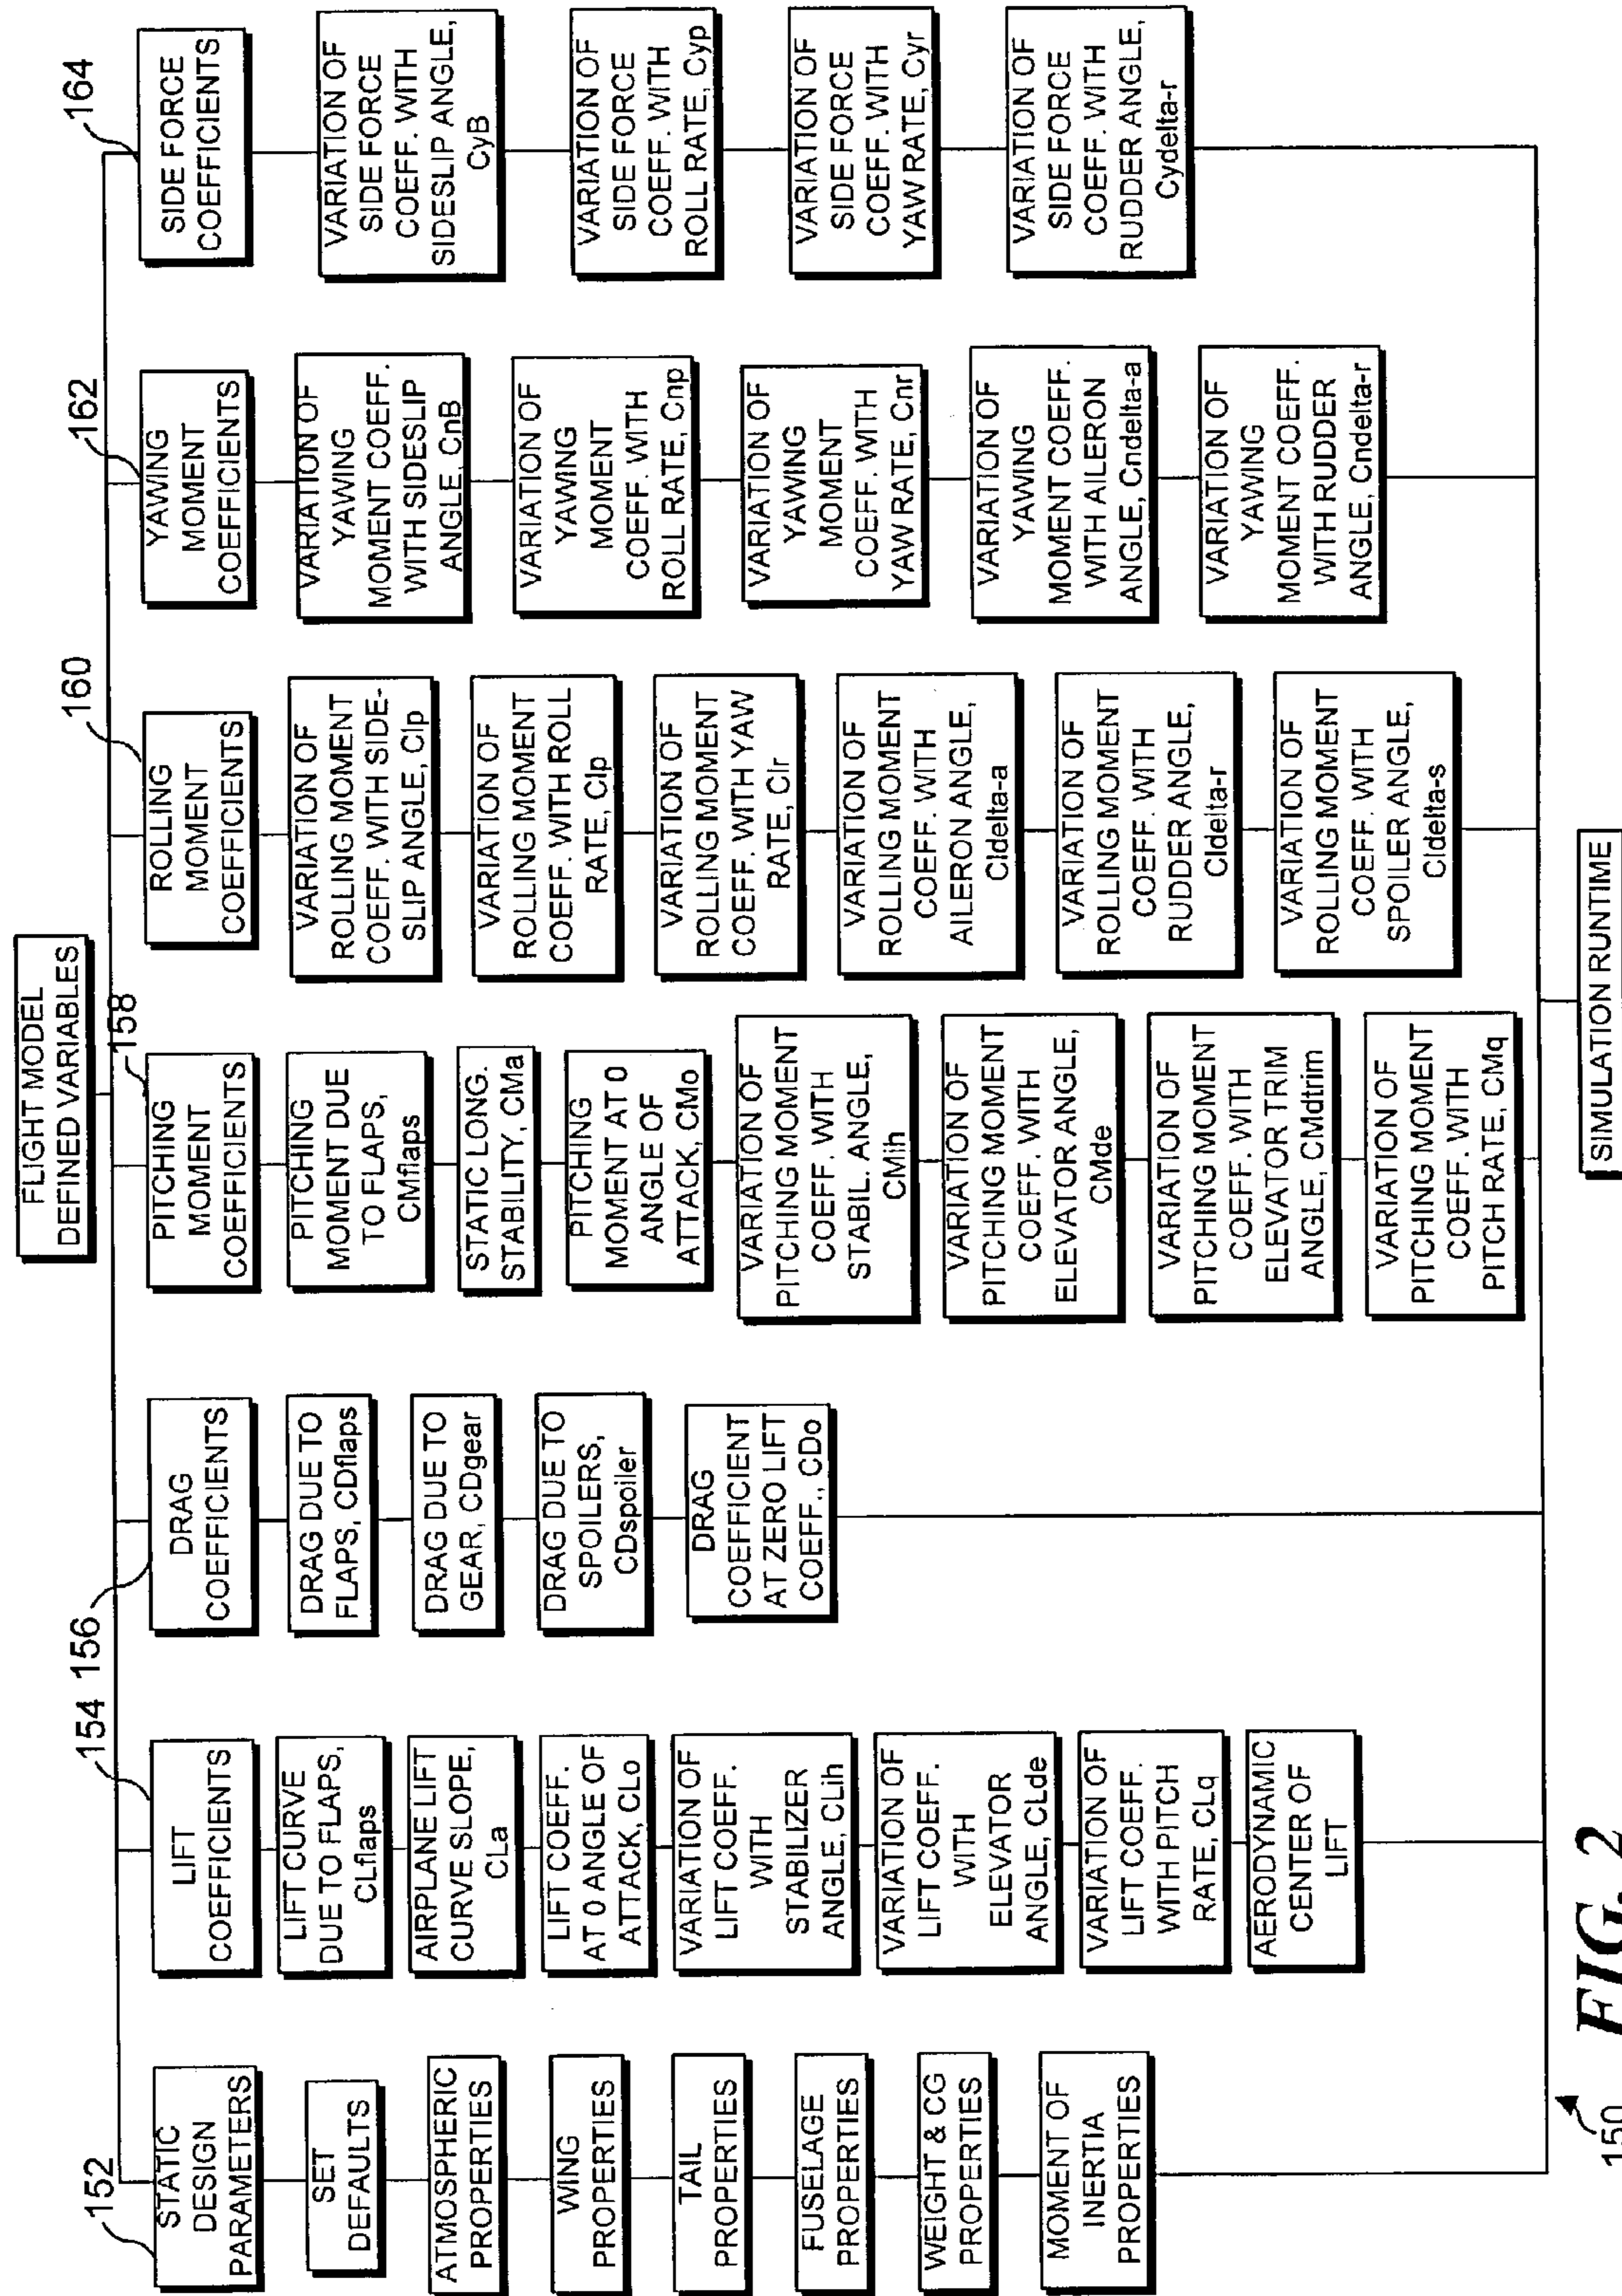 FLIGHT MODEL
DEFINED VARIABLES
152
STATIC
DESIGN
PARAMETERS
SET
DEFAULTS
ATMOSPHERIC
PROPERTIES
WING
PROPERTIES
TAIL
PROPERTIES
FUSELAGE
PROPERTIES
WEIGHT & CG
PROPERTIES
MOMENT OF
INERTIA
PROPERTIES
154
LIFT
COEFFICIENTS
LIFT CURVE
DUE TO FLAPS,
CLflaps
AIRPLANE LIFT
CURVE SLOPE,
CLa
LIFT COEFF.
AT 0 ANGLE OF
ATTACK, CLo
VARIATION OF
LIFT COEFF.
WITH
STABILIZER
ANGLE, CLih
VARIATION OF
LIFT COEFF.
WITH
ELEVATOR
ANGLE, CLde
VARIATION OF
LIFT COEFF.
WITH PITCH
RATE, CLq
AERODYNAMIC
CENTER OF
LIFT
156
DRAG
COEFFICIENTS
DRAG DUE TO
FLAPS, CDflaps
DRAG DUE TO
GEAR, CDgear
DRAG DUE TO
SPOILERS,
CDspoiler
DRAG
COEFFICIENT
AT ZERO LIFT
COEFF., CDo
158
PITCHING
MOMENT
COEFFICIENTS
PITCHING
MOMENT DUE
TO FLAPS,
CMflaps
STATIC LONG.
STABILITY, CMa
PITCHING
MOMENT AT 0
ANGLE OF
ATTACK, CMo
VARIATION OF
PITCHING MOMENT
COEFF. WITH
STABIL. ANGLE,
CMih
VARIATION OF
PITCHING MOMENT
COEFF. WITH
ELEVATOR ANGLE,
CMde
VARIATION OF
PITCHING MOMENT
COEFF. WITH
ELEVATOR TRIM
ANGLE, CMdtrim
VARIATION OF
PITCHING MOMENT
COEFF. WITH
PITCH RATE, CMq
160
ROLLING
MOMENT
COEFFICIENTS
VARIATION OF
ROLLING MOMENT
COEFF. WITH SIDE-
SLIP ANGLE, Clp
VARIATION OF
ROLLING MOMENT
COEFF. WITH ROLL
RATE, Clp
VARIATION OF
ROLLING MOMENT
COEFF. WITH YAW
RATE, Clr
VARIATION OF
ROLLING MOMENT
COEFF. WITH
AILERON ANGLE,
Cldelta-a
VARIATION OF
ROLLING MOMENT
COEFF. WITH
RUDDER ANGLE,
Cldelta-r
VARIATION OF
ROLLING MOMENT
COEFF. WITH
SPOILER ANGLE,
Cldelta-s
162
YAWING
MOMENT
COEFFICIENTS
VARIATION OF
YAWING
MOMENT COEFF.
WITH SIDESLIP
ANGLE, CnB
VARIATION OF
YAWING
MOMENT
COEFF. WITH
ROLL RATE, Cnp
VARIATION OF
YAWING
MOMENT
COEFF. WITH
YAW RATE, Cnr
VARIATION OF
YAWING
MOMENT COEFF.
WITH AILERON
ANGLE, Cndelta-a
VARIATION OF
YAWING
MOMENT COEFF.
WITH RUDDER
ANGLE, Cndelta-r
164
SIDE FORCE
COEFFICIENTS
VARIATION OF
SIDE FORCE
COEFF. WITH
SIDESLIP ANGLE,
CyB
VARIATION OF
SIDE FORCE
COEFF. WITH
ROLL RATE, Cyp
VARIATION OF
SIDE FORCE
COEFF. WITH
YAW RATE, Cyr
VARIATION OF
SIDE FORCE
COEFF. WITH
RUDDER ANGLE,
Cydelta-r
SIMULATION RUNTIME
150
FIG. 2